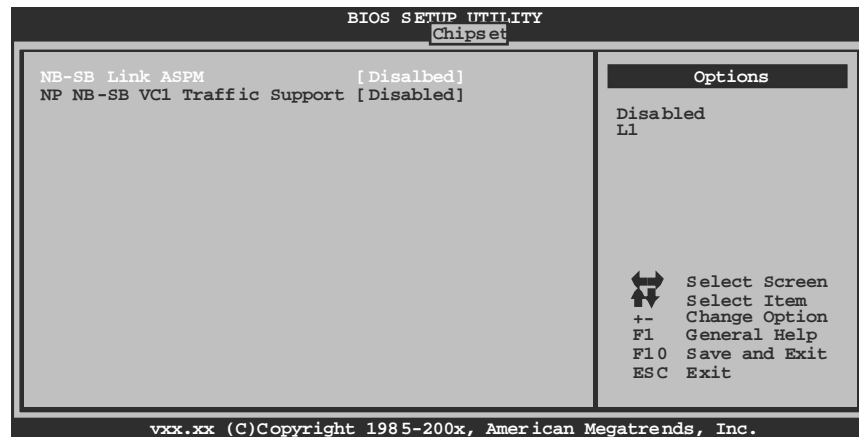 BIOS SETUP UTILITY
Chipset
NB-SB Link ASPM [Disalbed]
NP NB-SB VC1 Traffic Support [Disabled]
Options
Disabled
L1
Select Screen
Select Item
+- Change Option
F1 General Help
F10 Save and Exit
ESC Exit
vxx.xx (C)Copyright 1985-200x, American Megatrends, Inc.